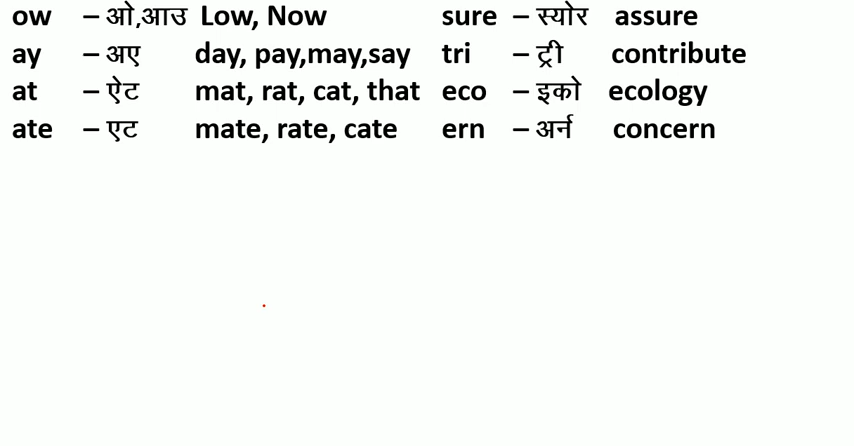 ow – ओ,आउ Low, Now sure – स्योर assure
ay – अए day, pay,may,say tri – ट्री contribute
at – ऐट mat, rat, cat, that eco – इको ecology
ate – एट mate, rate, cate ern – अर्न concern